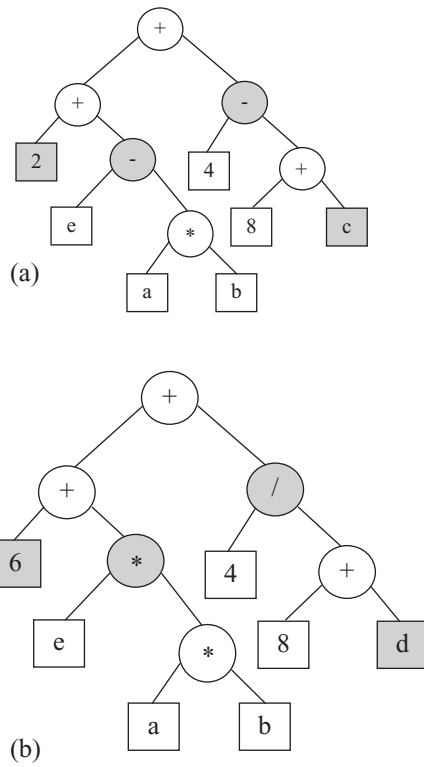 +
+ -
2 - 4 +
e * 8 c
a b
(a)
+
+ /
6 * 4 +
e * 8 d
a b
(b)